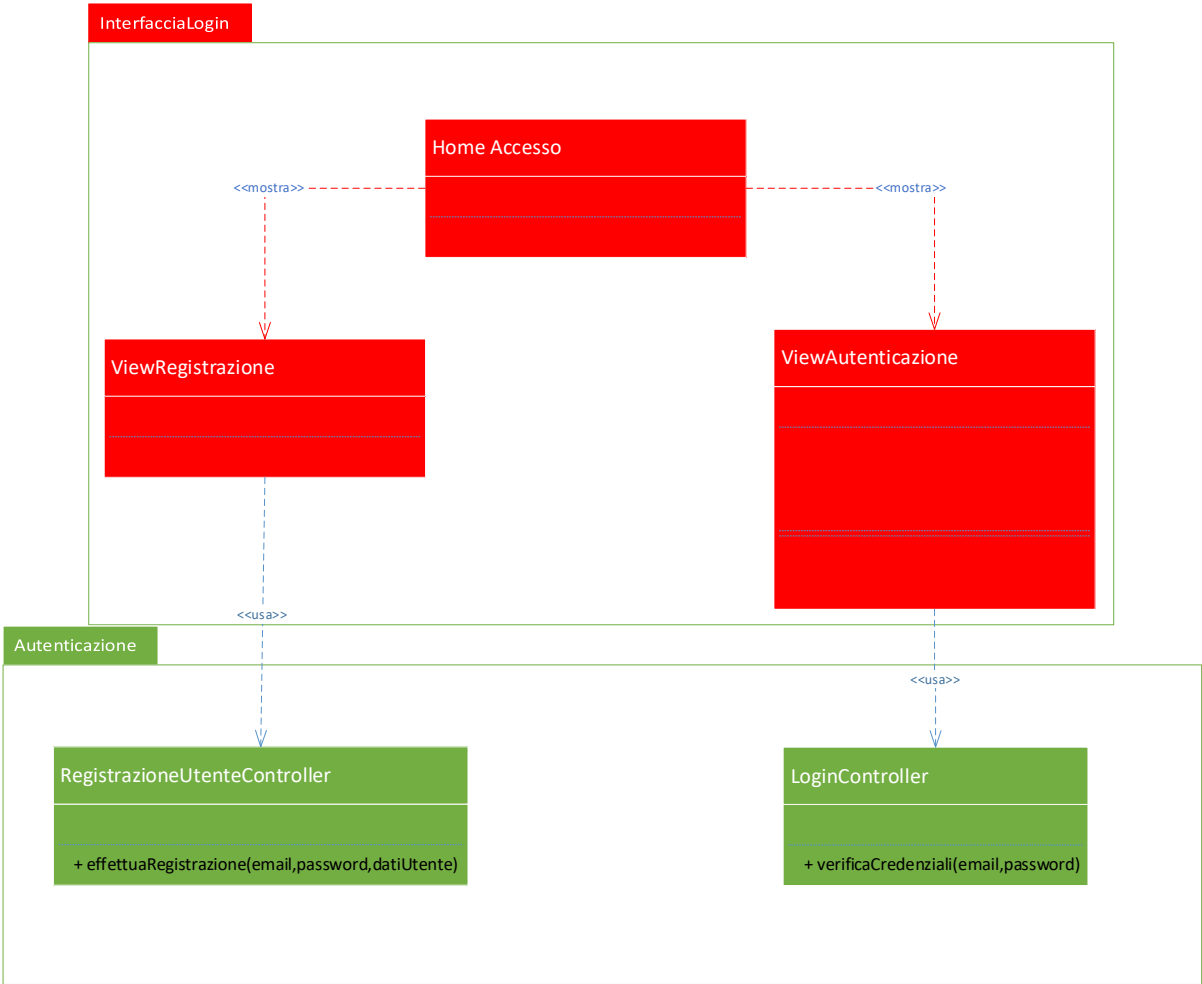 InterfacciaLogin
Home Accesso
<<mostra>>
<<mostra>>
ViewRegistrazione
ViewAutenticazione
<<usa>>
Autenticazione
<<usa>>
RegistrazioneUtenteController
LoginController
+ effettuaRegistrazione(email,password,datiUtente)
+ verificaCredenziali(email,password)